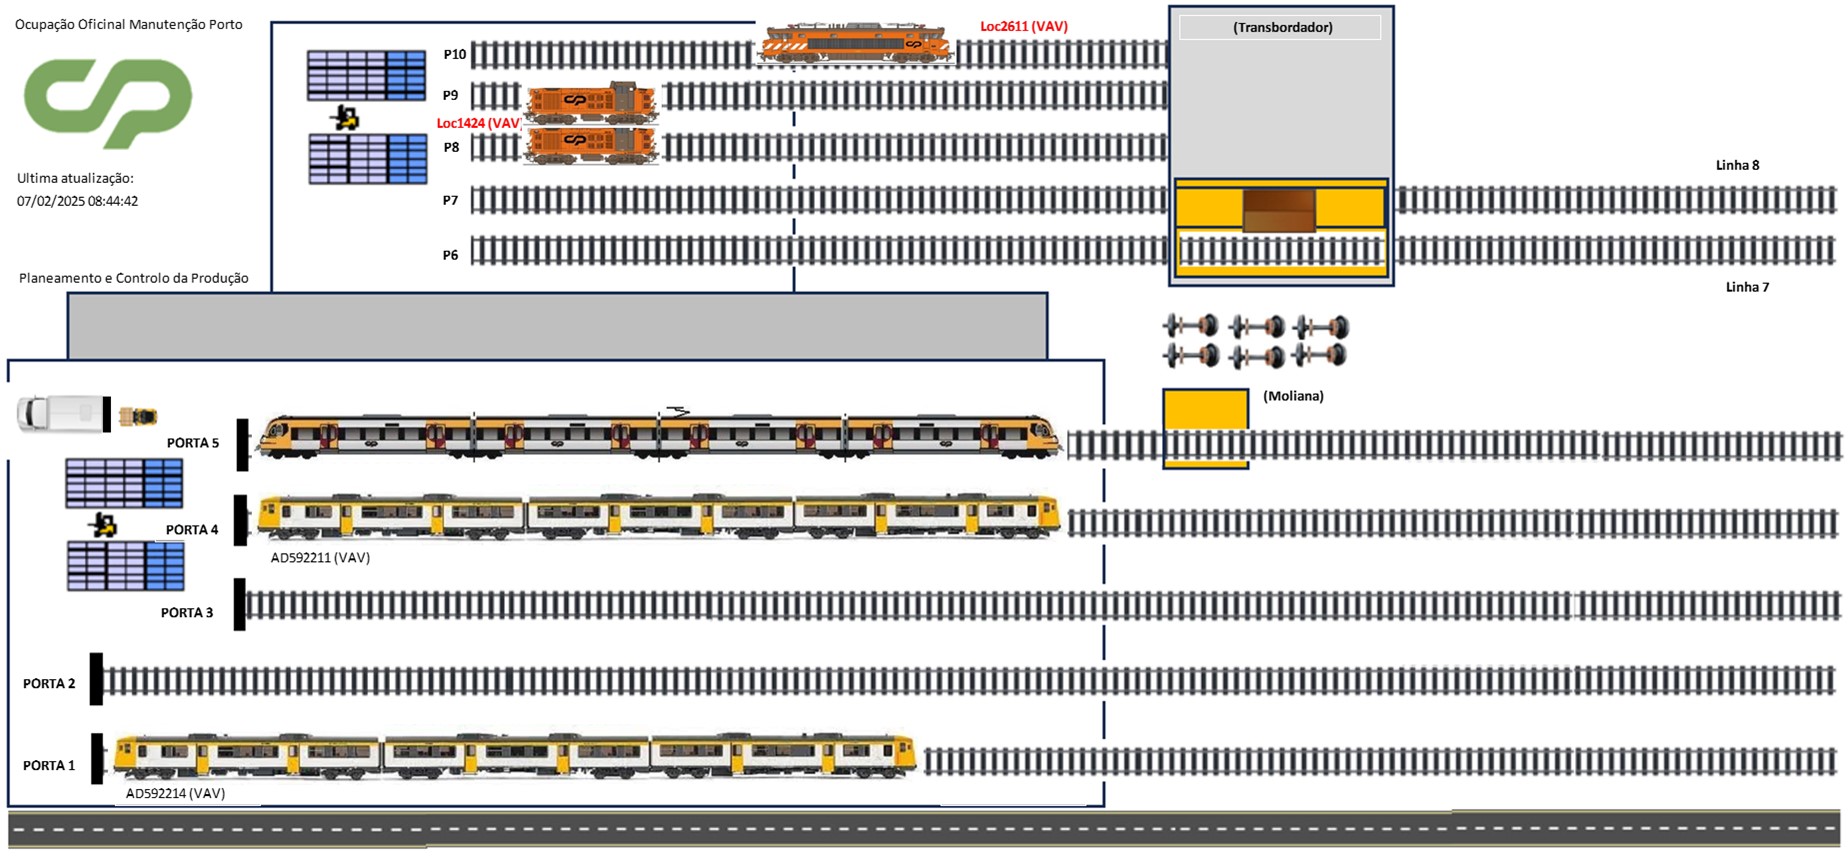 Ocupação Oficinal Manutenção Porto
Loc2611 (VAV)
(Transbordador)
P10
P9
Loc1424 (VAV)
P8
Ultima atualização:
07/02/2025 08:44:42
Linha 8
P7
P6
Planeamento e Controlo da Produção
Linha 7
(Moliana)
PORTA 5
PORTA 4
AD592211 (VAV)
PORTA 3
PORTA 2
PORTA 1
AD592214 (VAV)